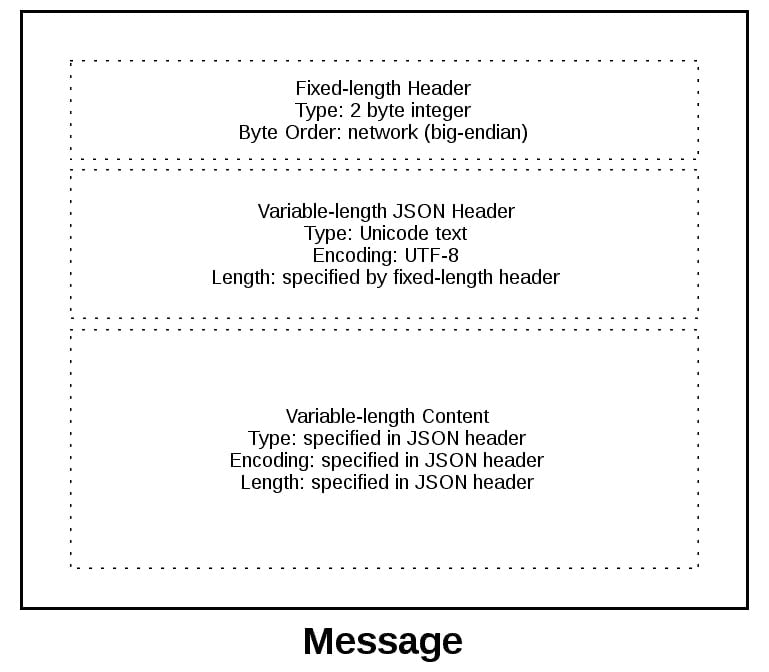 Fixed-length Header
Type: 2 byte integer
Byte Order: network (big-endian)
Variable-length JSON Header
Type: Unicode text
Encoding: UTF-8
Length: specified by fixed-length header
Variable-length Content
Type: specified in JSON header
Encoding: specified in JSON header
Length: specified in JSON header
Message